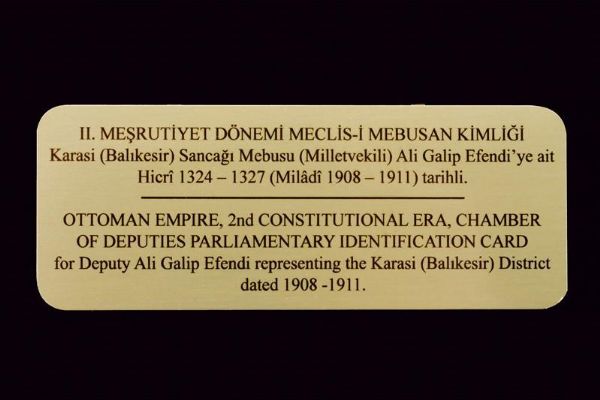 II. MEŞRUTİYET DÖNEMİ MECLİS-İ MEBUSAN KİMLİĞİ
Karasi (Balıkesir) Sancağı Mebusu (Milletvekili) Ali Galip Efendi’ye ait
Hicrî 1324 – 1327 (Milâdî 1908 – 1911) tarihli.
OTTOMAN EMPIRE, 2nd CONSTITUTIONAL ERA, CHAMBER
OF DEPUTIES PARLIAMENTARY IDENTIFICATION CARD
for Deputy Ali Galip Efendi representing the Karasi (Balıkesir) District
dated 1908 -1911.